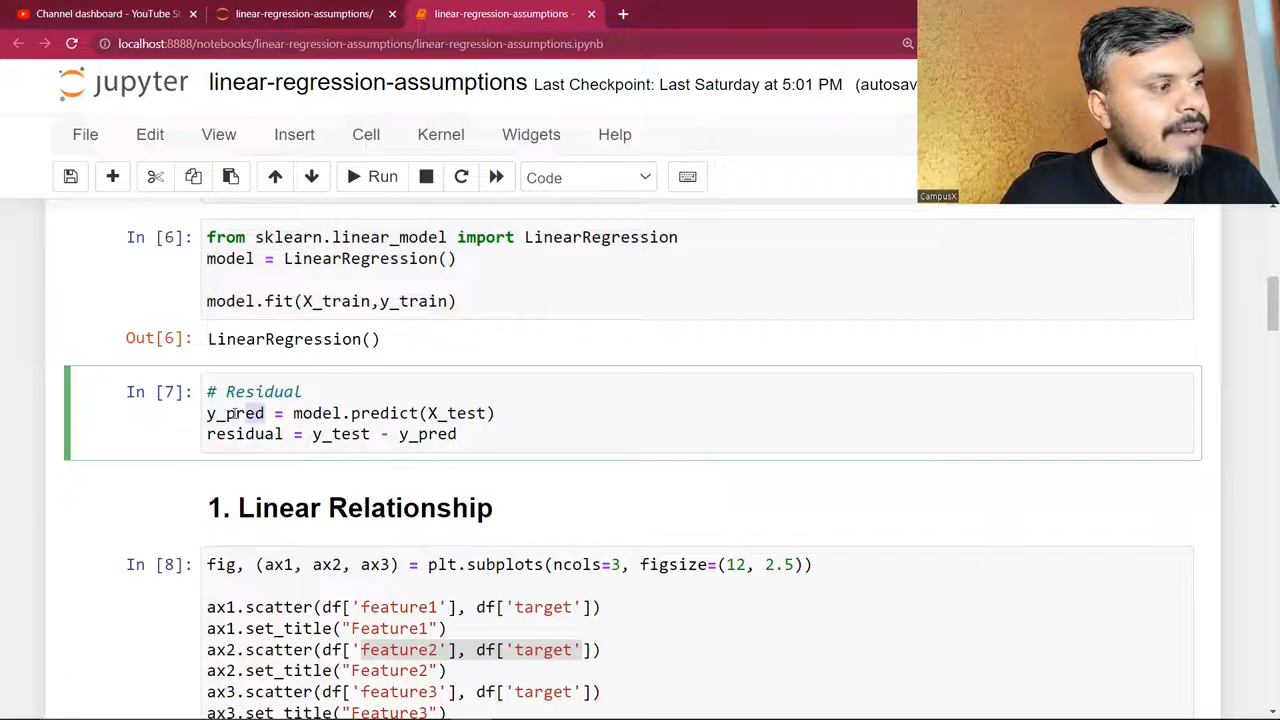 Channel dashboard - YouTube St
linear-regression-assumptions/
linear-regression-assumptions -
localhost:8888/notebooks/linear-regression-assumptions/linear-regression-assumptions.ipynb
jupyter linear-regression-assumptions Last Checkpoint: Last Saturday at 5:01 PM (autosav
File Edit View Insert Cell Kernel Widgets Help
Run Code
CampusX
In [6]: from sklearn.linear_model import LinearRegression
model = LinearRegression()
model.fit(X_train,y_train)
Out[6]: LinearRegression()
In [7]: # Residual
y_pred = model.predict(X_test)
residual = y_test - y_pred
1. Linear Relationship
In [8]: fig, (ax1, ax2, ax3) = plt.subplots(ncols=3, figsize=(12, 2.5))
ax1.scatter(df['feature1'], df['target'])
ax1.set_title("Feature1")
ax2.scatter(df['feature2'], df['target'])
ax2.set_title("Feature2")
ax3.scatter(df['feature3'], df['target'])
ax3.set_title("Feature3")